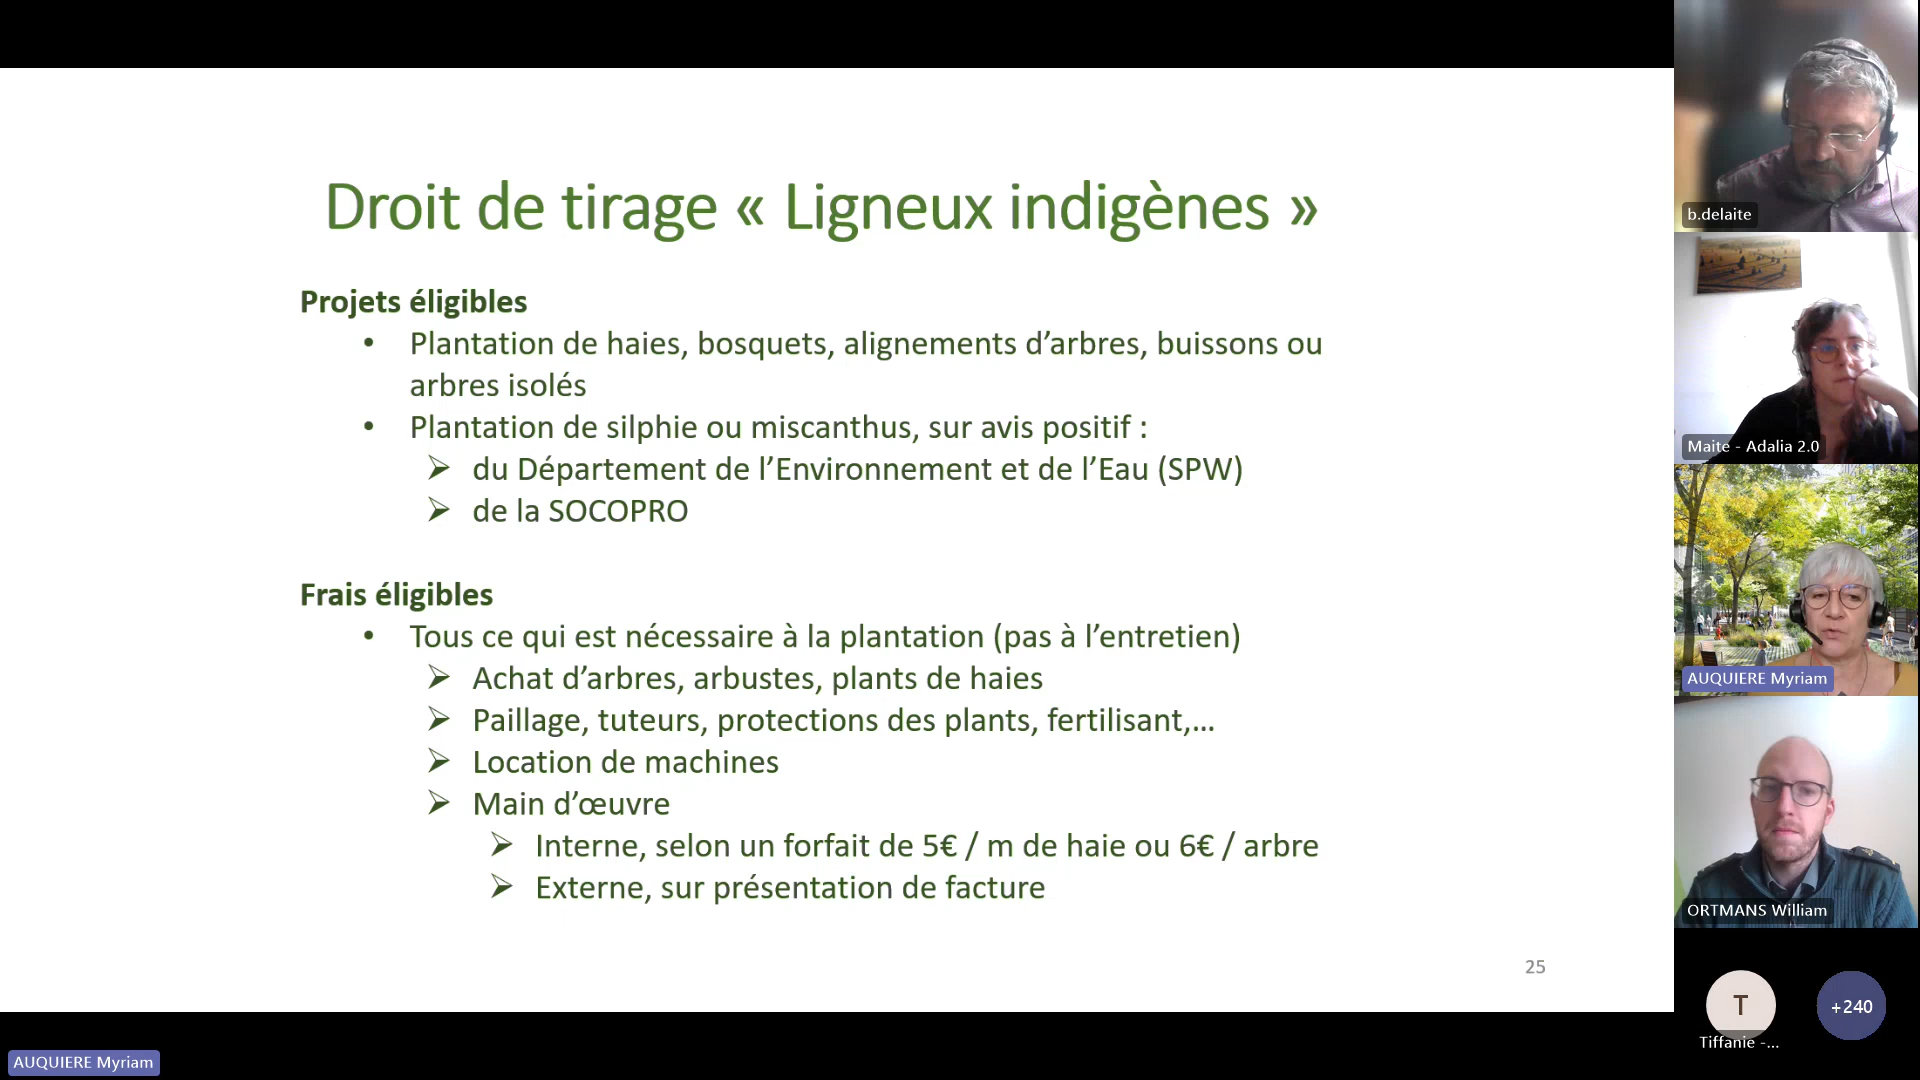 Droit de tirage « Ligneux indigènes »
Projets éligibles
• Plantation de haies, bosquets, alignements d’arbres, buissons ou
arbres isolés
• Plantation de silphie ou miscanthus, sur avis positif :
➢ du Département de l’Environnement et de l’Eau (SPW)
➢ de la SOCOPRO
Frais éligibles
• Tous ce qui est nécessaire à la plantation (pas à l’entretien)
➢ Achat d’arbres, arbustes, plants de haies
➢ Paillage, tuteurs, protections des plants, fertilisant,…
➢ Location de machines
➢ Main d’œuvre
➢ Interne, selon un forfait de 5€ / m de haie ou 6€ / arbre
➢ Externe, sur présentation de facture
25
AUQUIERE Myriam
b.delaite
Maite - Adalia 2.0
AUQUIERE Myriam
ORTMANS William
T
Tiffanie -...
+240